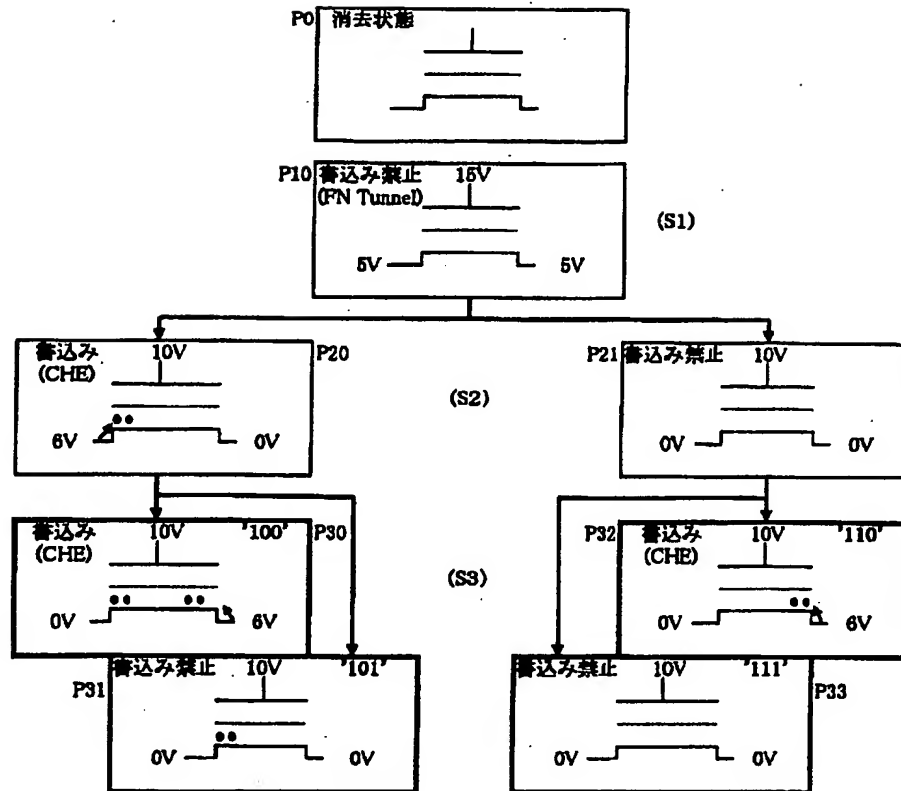 P0 消去状態
P10 書込み禁止 15V
(FN Tunnel)
(S1)
5V 5V
書込み 10V P20
(CHE)
6V 0V
(S2)
P21 書込み禁止 10V
0V 0V
書込み 10V '100' P30
(CHE)
0V 6V
(S3)
P32 書込み 10V '110'
(CHE)
0V 6V
P31 書込み禁止 10V '101'
0V 0V
書込み禁止 10V '111' P33
0V 0V